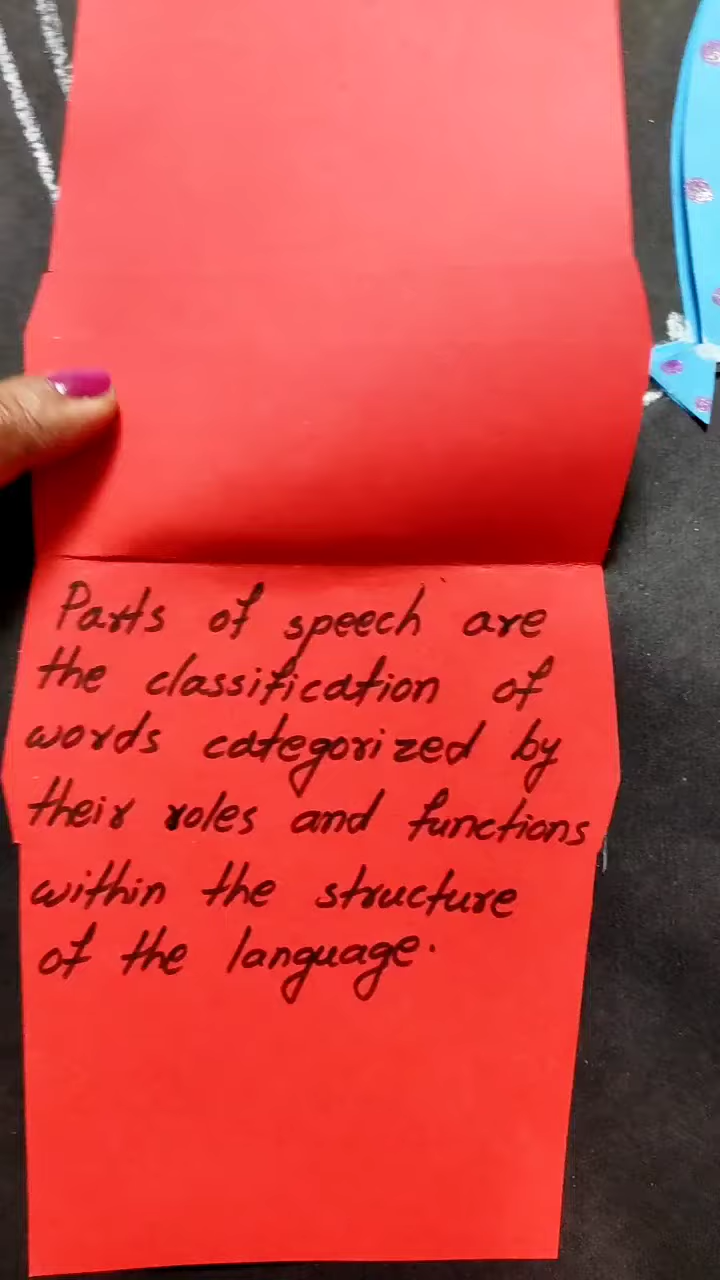 Parts of speech are
the classification of
words categorized by
their roles and functions
within the structure
of the language.